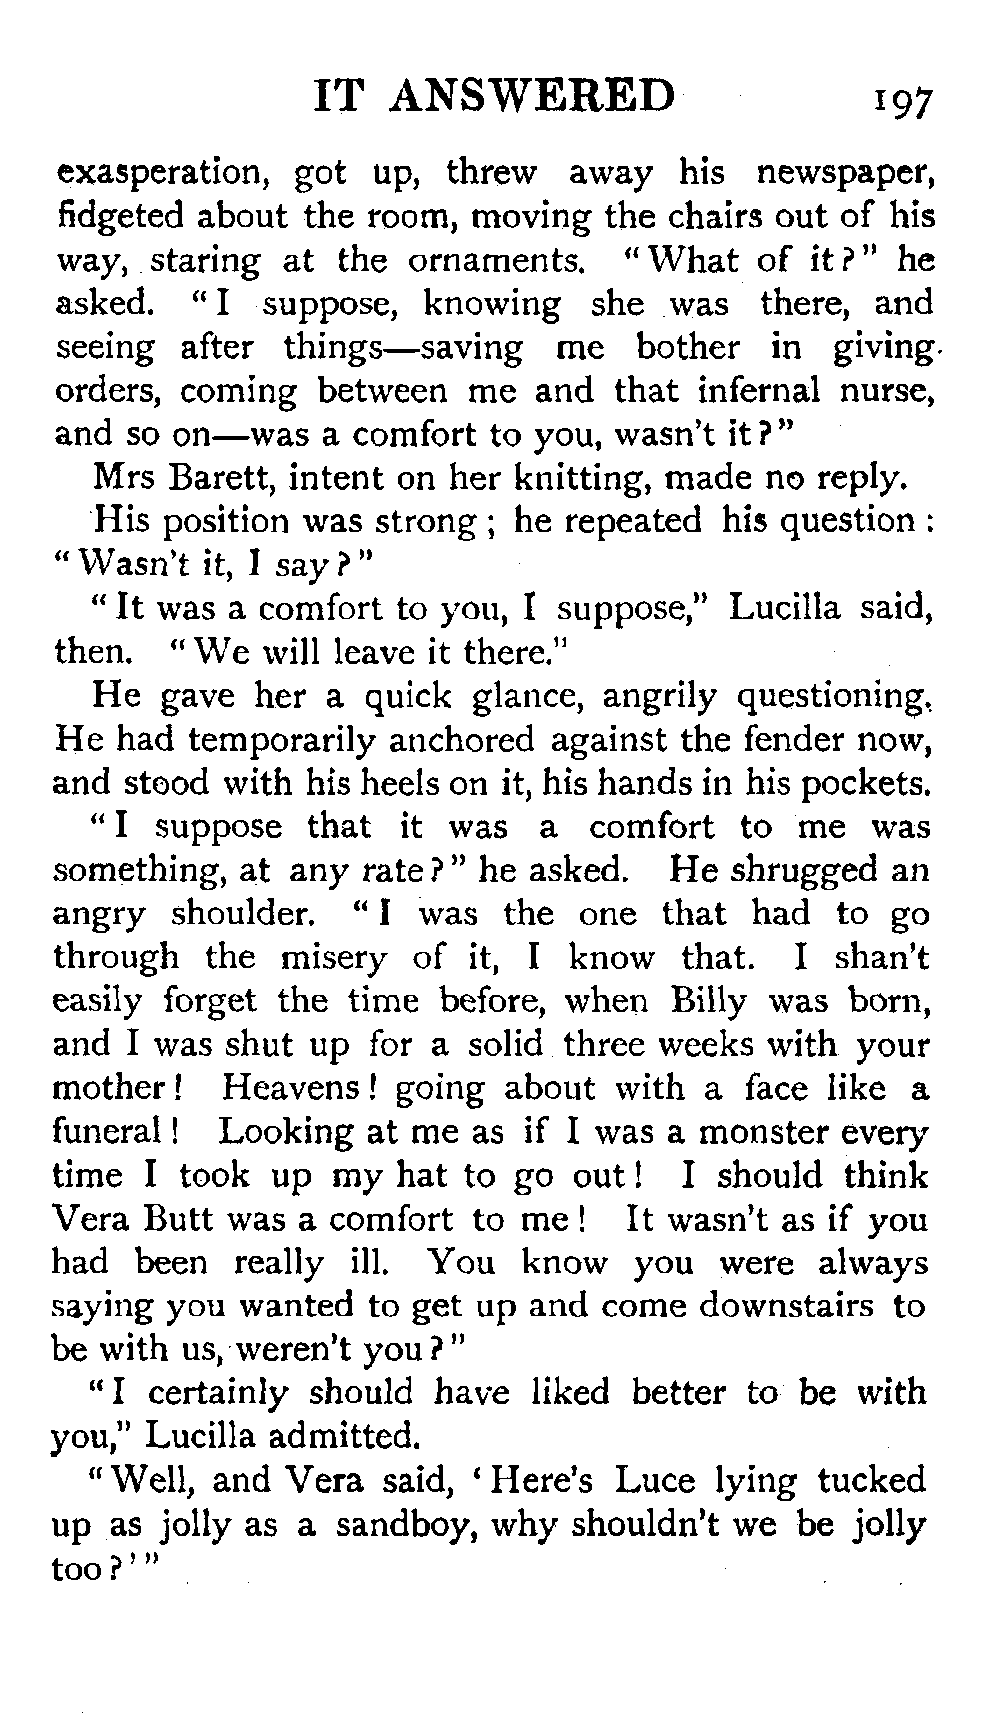 IT ANSWERED 197
exasperation, got up, threw away his newspaper,
fidgeted about the room, moving the chairs out of his
way, staring at the ornaments. "What of it?" he
asked. "I suppose, knowing she was there, and
seeing after things—saving me bother in giving
orders, coming between me and that infernal nurse,
and so on—was a comfort to you, wasn't it?"
Mrs Barett, intent on her knitting, made no reply.
His position was strong; he repeated his question:
"Wasn't it, I say?"
"It was a comfort to you, I suppose," Lucilla said,
then. "We will leave it there."
He gave her a quick glance, angrily questioning.
He had temporarily anchored against the fender now,
and stood with his heels on it, his hands in his pockets.
"I suppose that it was a comfort to me was
something, at any rate?" he asked. He shrugged an
angry shoulder. "I was the one that had to go
through the misery of it, I know that. I shan't
easily forget the time before, when Billy was born,
and I was shut up for a solid three weeks with your
mother! Heavens! going about with a face like a
funeral! Looking at me as if I was a monster every
time I took up my hat to go out! I should think
Vera Butt was a comfort to me! It wasn't as if you
had been really ill. You know you were always
saying you wanted to get up and come downstairs to
be with us, weren't you?"
"I certainly should have liked better to be with
you," Lucilla admitted.
"Well, and Vera said, 'Here's Luce lying tucked
up as jolly as a sandboy, why shouldn't we be jolly
too?'"